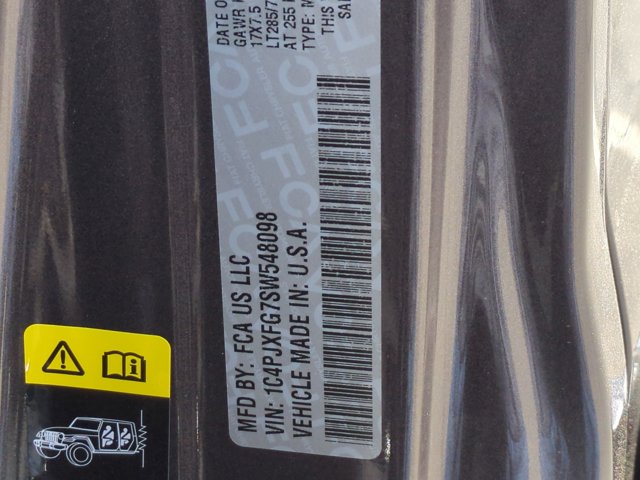 DATE O
GAWR
17X7.5
LT285/7
AT 255
TYPE:
THIS
SAF
MFD BY: FCA US LLC
VIN: 1C4PJXFG7SW548098
VEHICLE MADE IN: U.S.A.